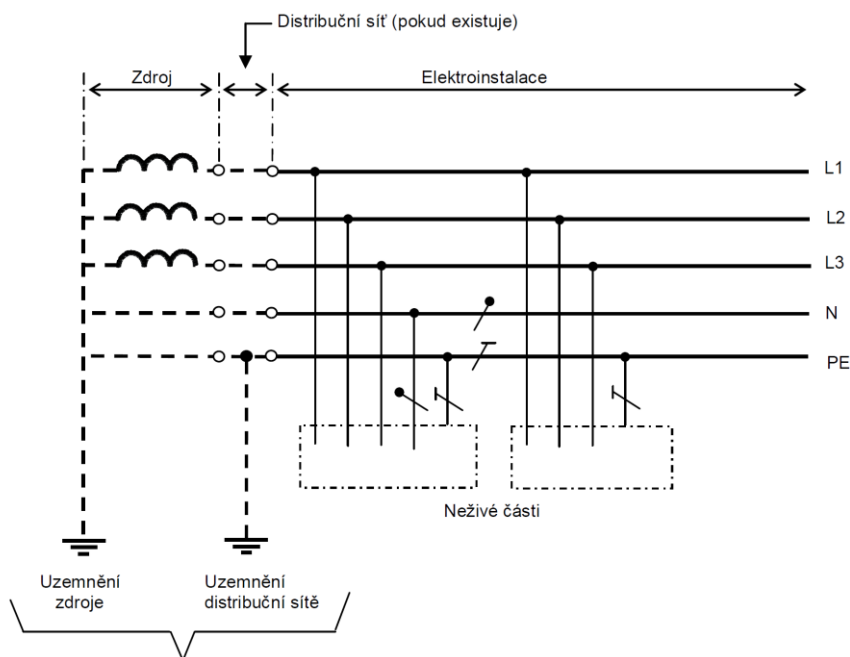 Distribuční síť (pokud existuje)
Zdroj
Elektroinstalace
L1
L2
L3
N
PE
Neživé části
Uzemnění
zdroje
Uzemnění
distribuční sítě